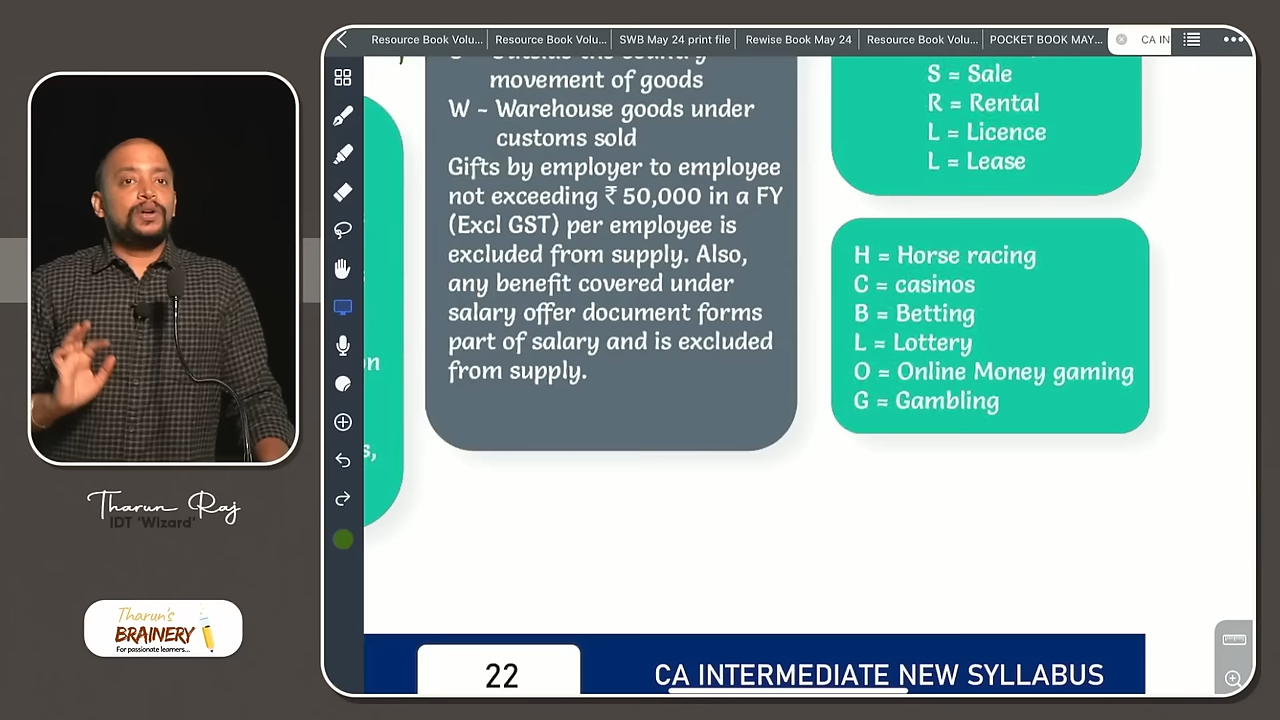 Resource Book Volu...
Resource Book Volu...
SWB May 24 print file
Rewise Book May 24
Resource Book Volu...
POCKET BOOK MAY...
CA IN
movement of goods
W - Warehouse goods under
customs sold
Gifts by employer to employee
not exceeding ₹ 50,000 in a FY
(Excl GST) per employee is
excluded from supply. Also,
any benefit covered under
salary offer document forms
part of salary and is excluded
from supply.
S = Sale
R = Rental
L = Licence
L = Lease
H = Horse racing
C = casinos
B = Betting
L = Lottery
O = Online Money gaming
G = Gambling
on
s,
22
CA INTERMEDIATE NEW SYLLABUS
Tharun Raj
IDT 'Wizard'
Tharun's
BRAINERY
For passionate learners...